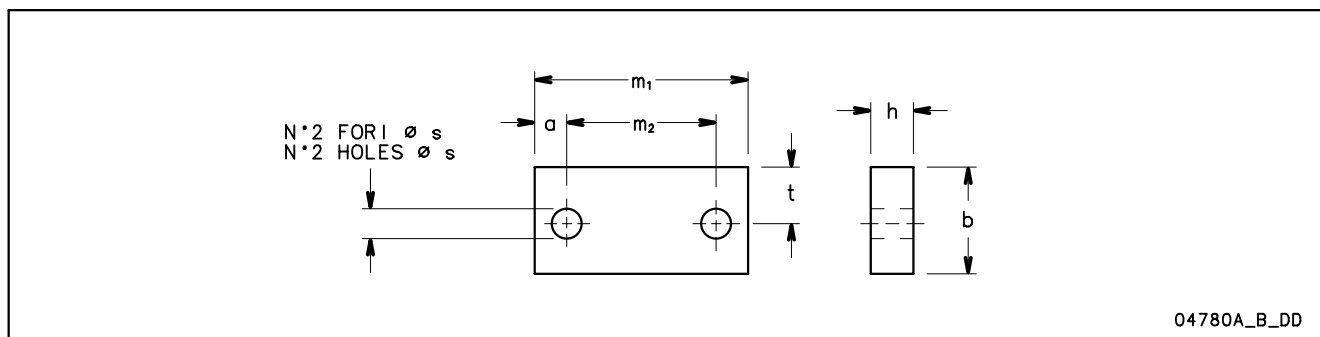 m₁
a
m₂
h
N°2 FORI Ø s
N°2 HOLES Ø s
t
b
04780A_B_DD